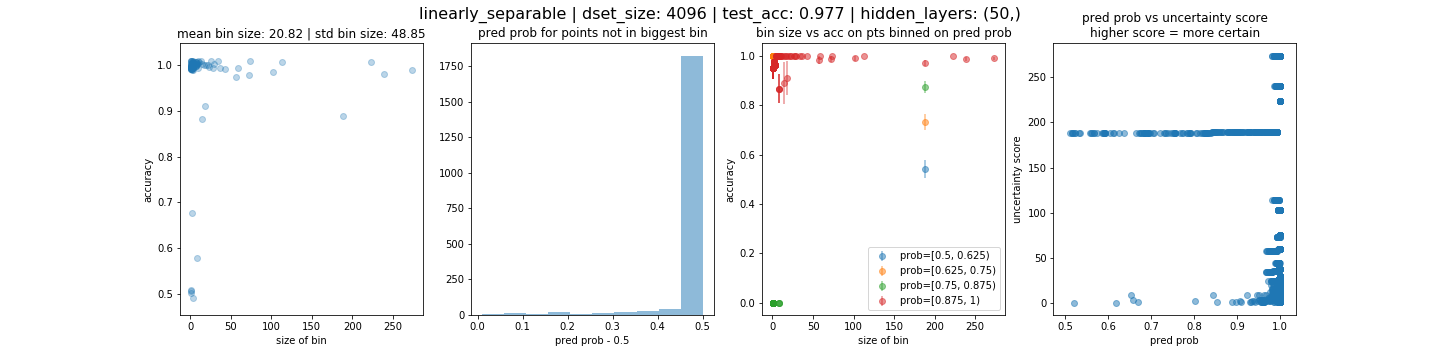 linearly_separable | dset_size: 4096 | test_acc: 0.977 | hidden_layers: (50,)
mean bin size: 20.82 | std bin size: 48.85
1.0
0.9
0.8
0.7
0.6
0.5
accuracy
0
50
100
150
200
250
size of bin
pred prob for points not in biggest bin
1750
1500
1250
1000
750
500
250
0
0.0
0.1
0.2
0.3
0.4
0.5
pred prob - 0.5
bin size vs acc on pts binned on pred prob
1.0
0.8
0.6
0.4
0.2
0.0
accuracy
prob=[0.5, 0.625)
prob=[0.625, 0.75)
prob=[0.75, 0.875)
prob=[0.875, 1)
0
50
100
150
200
250
size of bin
pred prob vs uncertainty score
higher score = more certain
250
200
150
100
50
0
uncertainty score
0.5
0.6
0.7
0.8
0.9
1.0
pred prob